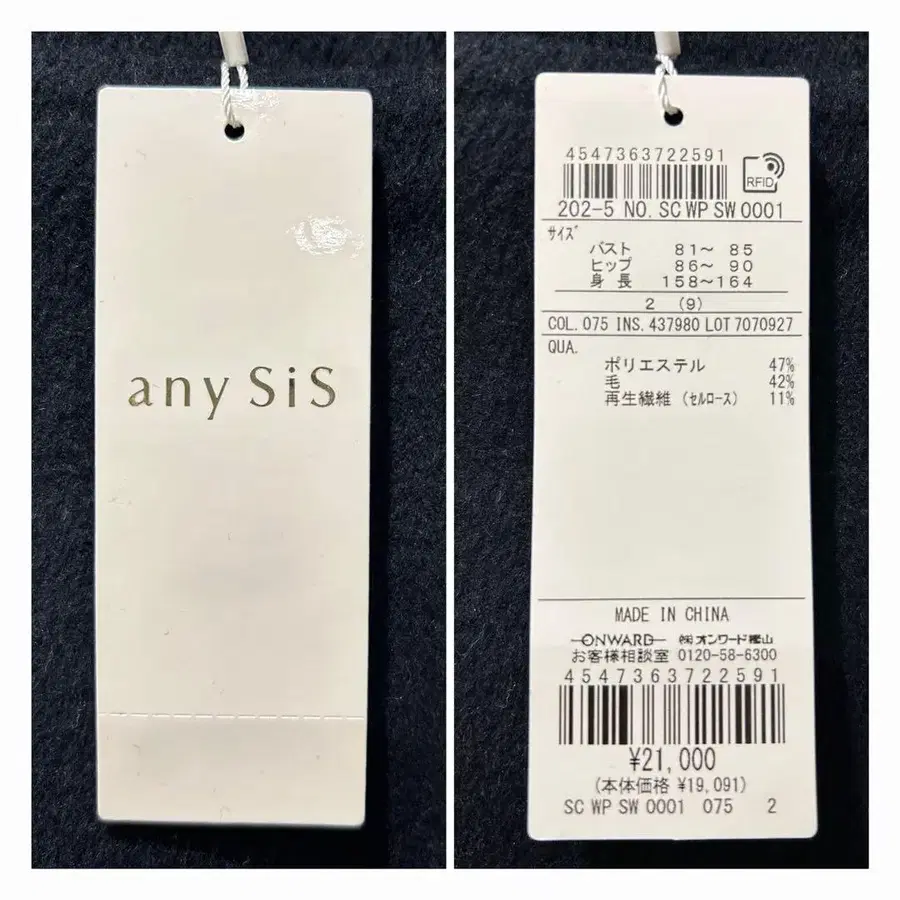 any SiS
4547363722591
RFID
202-5 NO. SC WP SW 0001
サイズ
バスト 81～ 85
ヒップ 86～ 90
身長 158～164
2 (9)
COL. 075 INS. 437980 LOT 7070927
QUA.
ポリエステル 47%
毛 42%
再生繊維 (セルロース) 11%
MADE IN CHINA
ONWARD ㈱オンワード樫山
お客様相談室 0120-58-6300
4547363722591
¥21,000
(本体価格 ¥19,091)
SC WP SW 0001 075 2